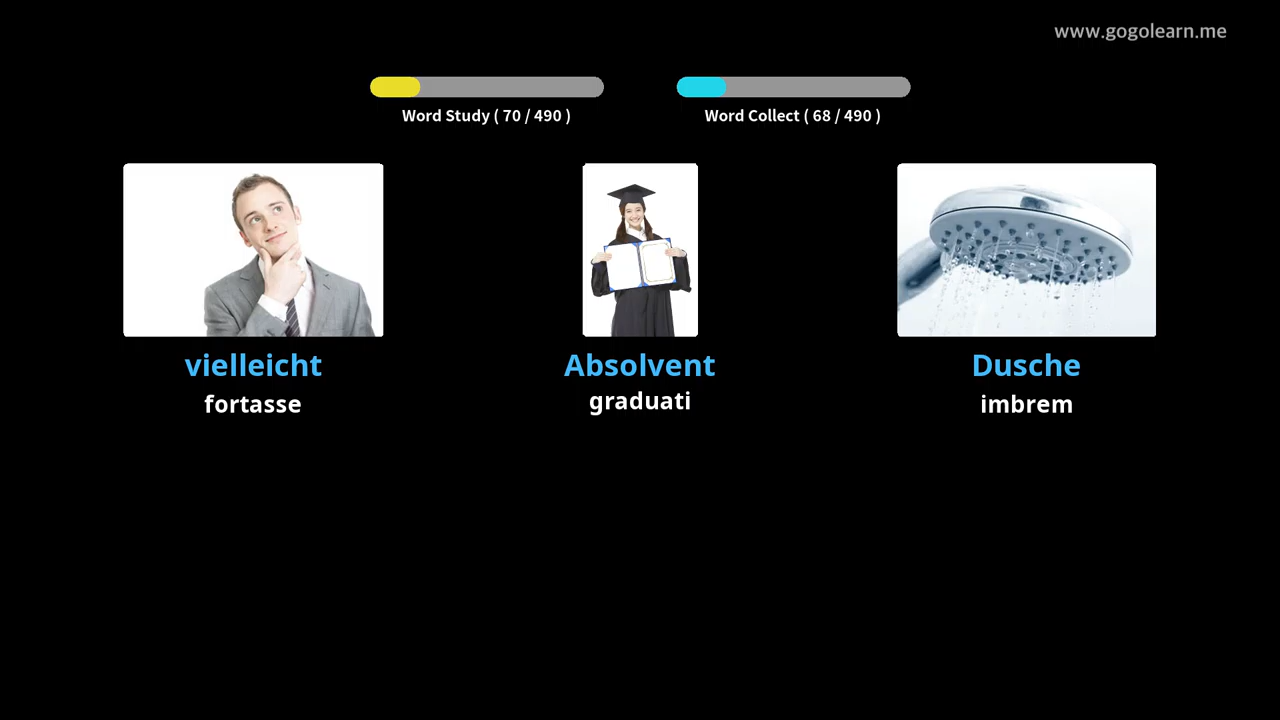 www.gogolearn.me
Word Study ( 70 / 490 )
Word Collect ( 68 / 490 )
vielleicht
fortasse
Absolvent
graduati
Dusche
imbrem